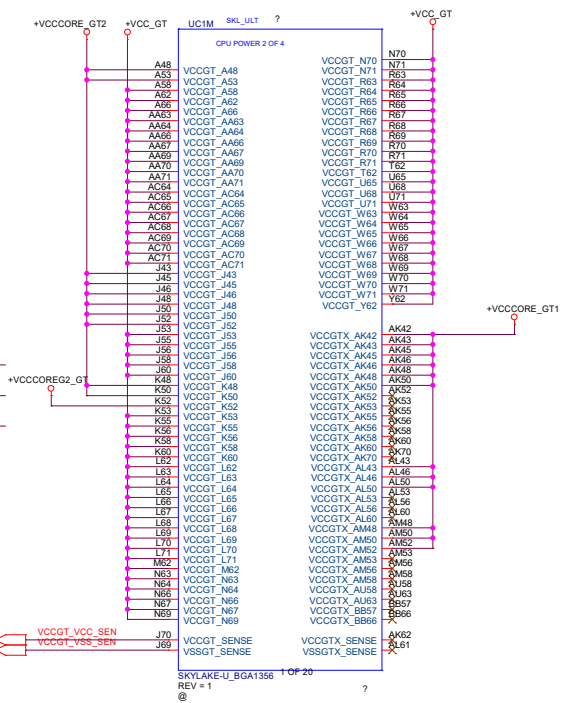 +VCCCORE_GT2
+VCC_GT
UC1M
SKL_ULT
?
+VCC_GT
CPU POWER 2 OF 4
A48 VCCGT_A48
A53 VCCGT_A53
A58 VCCGT_A58
A62 VCCGT_A62
A66 VCCGT_A66
AA63 VCCGT_AA63
AA64 VCCGT_AA64
AA66 VCCGT_AA66
AA67 VCCGT_AA67
AA69 VCCGT_AA69
AA70 VCCGT_AA70
AA71 VCCGT_AA71
AC64 VCCGT_AC64
AC65 VCCGT_AC65
AC66 VCCGT_AC66
AC67 VCCGT_AC67
AC68 VCCGT_AC68
AC69 VCCGT_AC69
AC70 VCCGT_AC70
AC71 VCCGT_AC71
J43 VCCGT_J43
J45 VCCGT_J45
J46 VCCGT_J46
J48 VCCGT_J48
J50 VCCGT_J50
J52 VCCGT_J52
J53 VCCGT_J53
J55 VCCGT_J55
J56 VCCGT_J56
J58 VCCGT_J58
J60 VCCGT_J60
+VCCCOREG2_GT
K48 VCCGT_K48
K50 VCCGT_K50
K52 VCCGT_K52
K53 VCCGT_K53
K55 VCCGT_K55
K56 VCCGT_K56
K58 VCCGT_K58
K60 VCCGT_K60
L62 VCCGT_L62
L63 VCCGT_L63
L64 VCCGT_L64
L65 VCCGT_L65
L66 VCCGT_L66
L67 VCCGT_L67
L68 VCCGT_L68
L69 VCCGT_L69
L70 VCCGT_L70
L71 VCCGT_L71
M62 VCCGT_M62
N63 VCCGT_N63
N64 VCCGT_N64
N66 VCCGT_N66
N67 VCCGT_N67
N69 VCCGT_N69
VCCGT_VCC_SEN J70 VCCGT_SENSE
VCCGT_VSS_SEN J69 VSSGT_SENSE
VCCGT_N70 N70
VCCGT_N71 N71
VCCGT_R63 R63
VCCGT_R64 R64
VCCGT_R65 R65
VCCGT_R66 R66
VCCGT_R67 R67
VCCGT_R68 R68
VCCGT_R69 R69
VCCGT_R70 R70
VCCGT_R71 R71
VCCGT_T62 T62
VCCGT_U65 U65
VCCGT_U68 U68
VCCGT_U71 U71
VCCGT_W63 W63
VCCGT_W64 W64
VCCGT_W65 W65
VCCGT_W66 W66
VCCGT_W67 W67
VCCGT_W68 W68
VCCGT_W69 W69
VCCGT_W70 W70
VCCGT_W71 W71
VCCGT_Y62 Y62
+VCCCORE_GT1
VCCGTX_AK42 AK42
VCCGTX_AK43 AK43
VCCGTX_AK45 AK45
VCCGTX_AK46 AK46
VCCGTX_AK48 AK48
VCCGTX_AK50 AK50
VCCGTX_AK52 AK52
VCCGTX_AK53 AK53
VCCGTX_AK55 AK55
VCCGTX_AK56 AK56
VCCGTX_AK58 AK58
VCCGTX_AK60 AK60
VCCGTX_AK70 AK70
VCCGTX_AL43 AL43
VCCGTX_AL46 AL46
VCCGTX_AL50 AL50
VCCGTX_AL53 AL53
VCCGTX_AL56 AL56
VCCGTX_AL60 AL60
VCCGTX_AM48 AM48
VCCGTX_AM50 AM50
VCCGTX_AM52 AM52
VCCGTX_AM53 AM53
VCCGTX_AM56 AM56
VCCGTX_AM58 AM58
VCCGTX_AU58 AU58
VCCGTX_AU63 AU63
VCCGTX_BB57 BB57
VCCGTX_BB66 BB66
VCCGTX_SENSE AK62
VSSGTX_SENSE AL61
SKYLAKE-U_BGA1356
1 OF 20
REV = 1
?
@